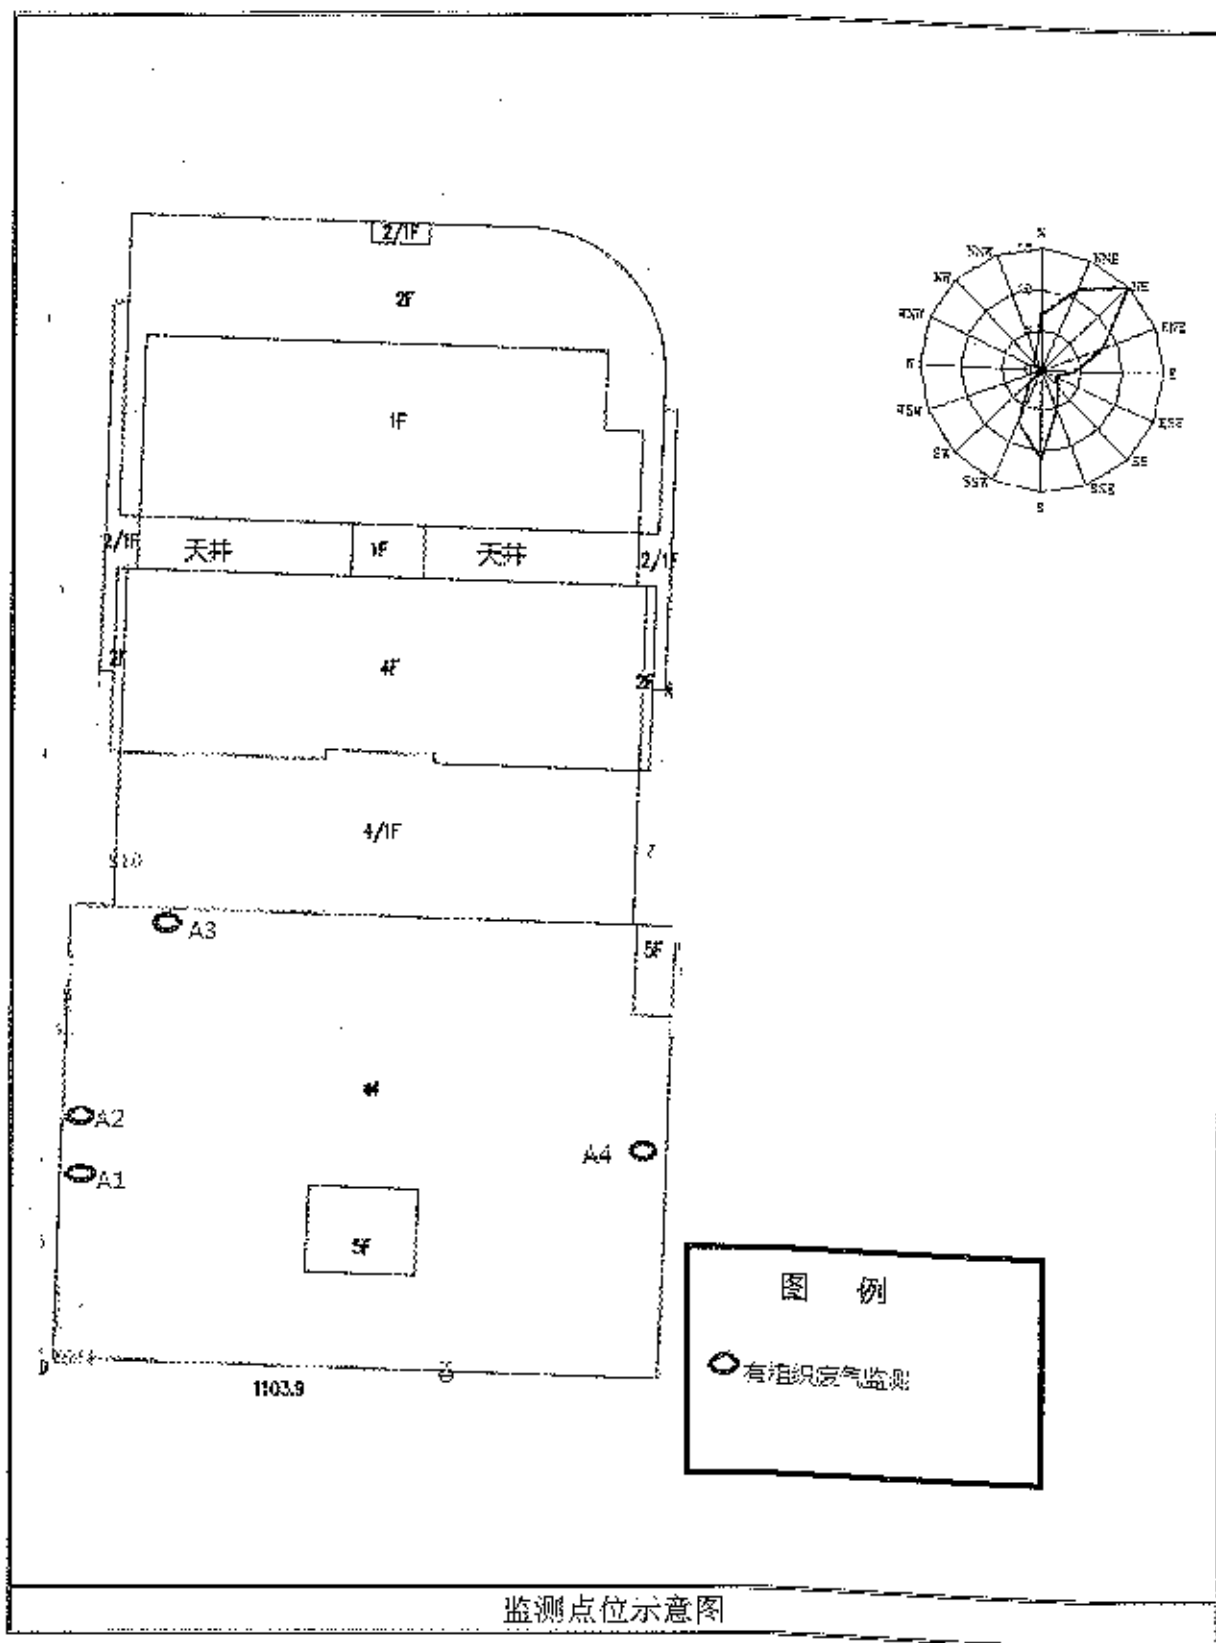 2/1F
2F
1F
2/1F
天井
1F
天井
2/1F
2F
4F
2F
4/1F
A3
5F
A2
A1
A4
5F
1103.9
N
NNE
NE
ENE
E
ESE
SE
SSE
S
SSW
SW
WSW
W
WNW
NW
NNW
图 例
有组织废气监测
监测点位示意图